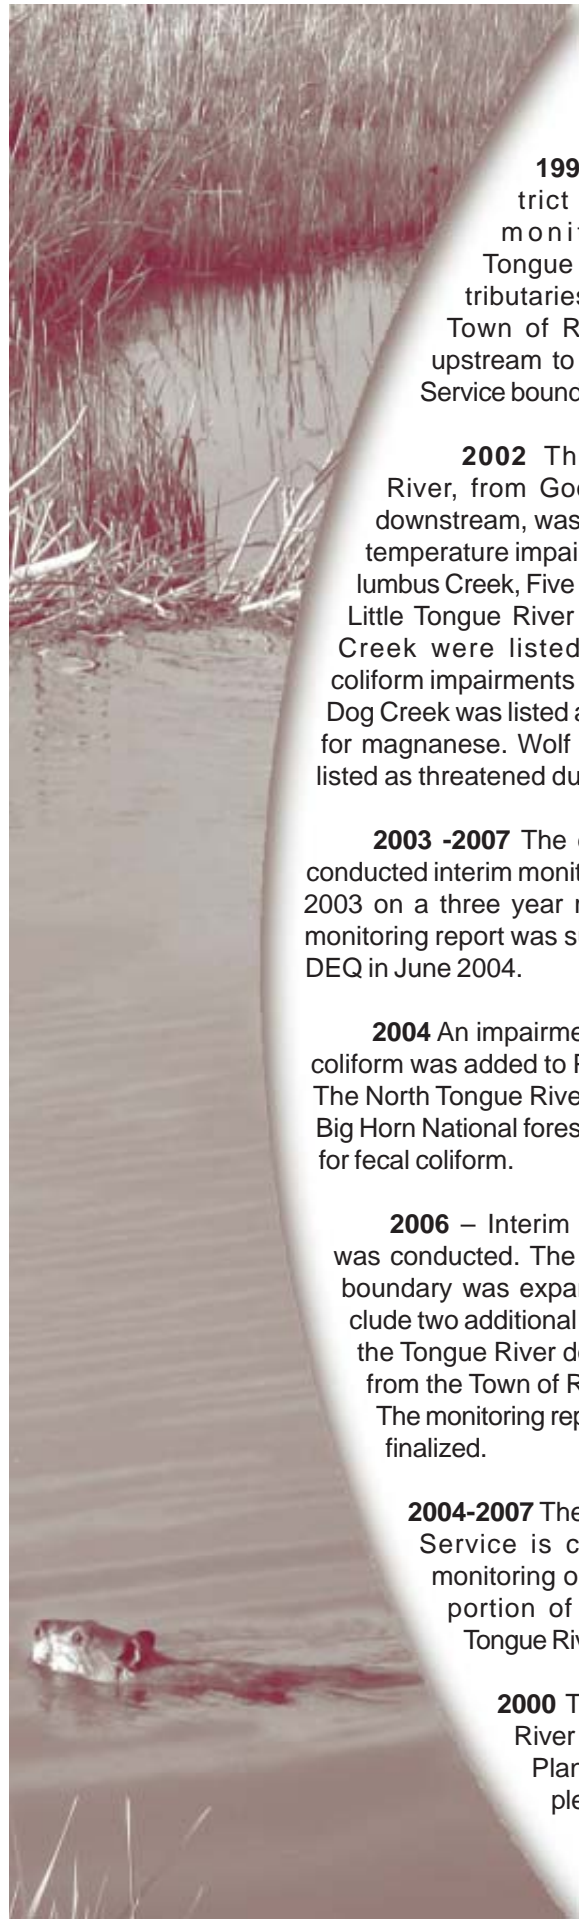 199
trict
monit
Tongue
tributaries
Town of R
upstream to
Service bound
2002 Th
River, from Goo
downstream, was
temperature impai
lumbus Creek, Five
Little Tongue River
Creek were listed
coliform impairments
Dog Creek was listed a
for magnanese. Wolf
listed as threatened du
2003 -2007 The
conducted interim monit
2003 on a three year r
monitoring report was su
DEQ in June 2004.
2004 An impairme
coliform was added to P
The North Tongue Rive
Big Horn National fores
for fecal coliform.
2006 – Interim
was conducted. The
boundary was expa
clude two additional
the Tongue River d
from the Town of R
The monitoring rep
finalized.
2004-2007 The
Service is c
monitoring o
portion of
Tongue Riv
2000 T
River
Plan
ple